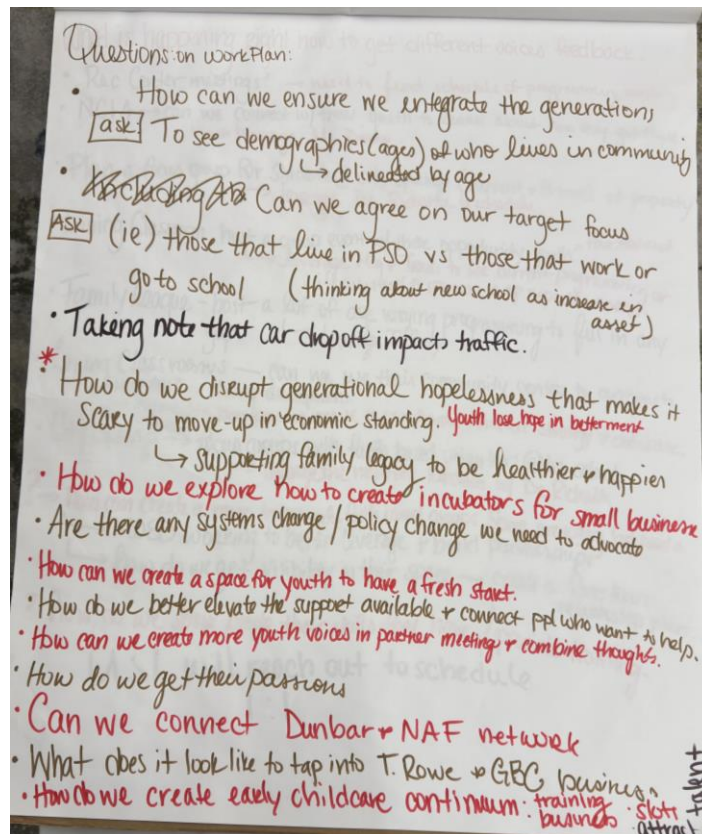 Questions: on workPlan:
• How can we ensure we integrate the generations
ask: To see demographics (ages) of who lives in community
↳ delineated by age
• Can we agree on our target focus
ASK (ie) those that live in PSO vs those that work or
go to school (thinking about new school as increase in
asset)
• Taking note that car drop off impacts traffic.
*
• How do we disrupt generational hopelessness that makes it
Scary to move-up in economic standing. Youth lose hope in betterment
↳ supporting family legacy to be healthier & happier
• How do we explore how to create incubators for small business
• Are there any systems change / policy change we need to advocate
• How can we create a space for youth to have a fresh start.
• How do we better elevate the support available & connect ppl who want to help.
• How can we create more youth voices in partner meeting & combine thoughts.
• How do we get their passions
• Can we connect Dunbar & NAF network
• What does it look like to tap into T. Rowe & GBC business
• How do we create early childcare continuum: training • slots
business • attract talent